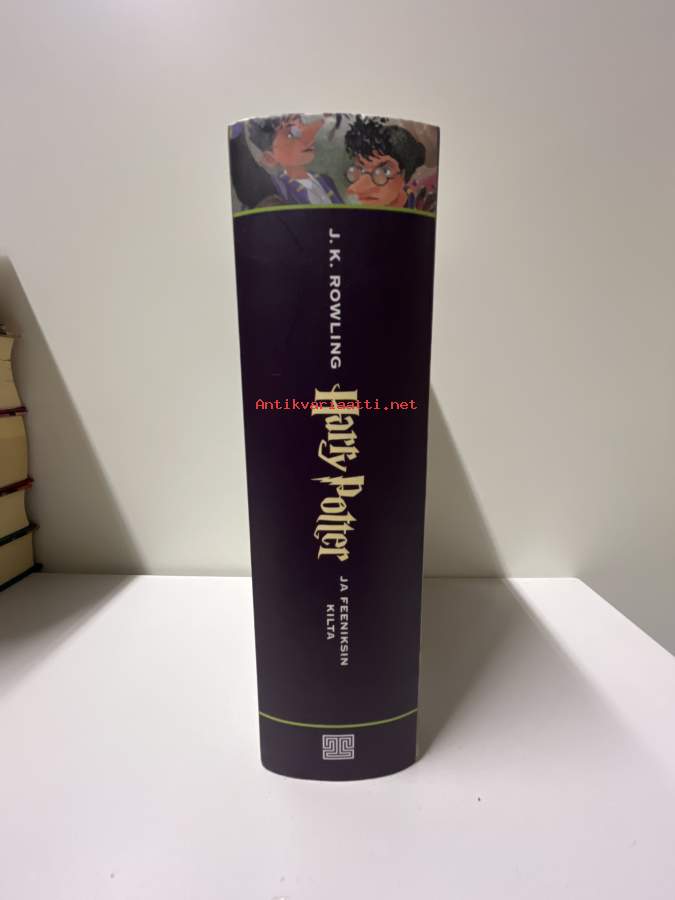 J. K. ROWLING
Harry Potter
JA FEENIKSIN
KILTA
Antikvariaatti.net